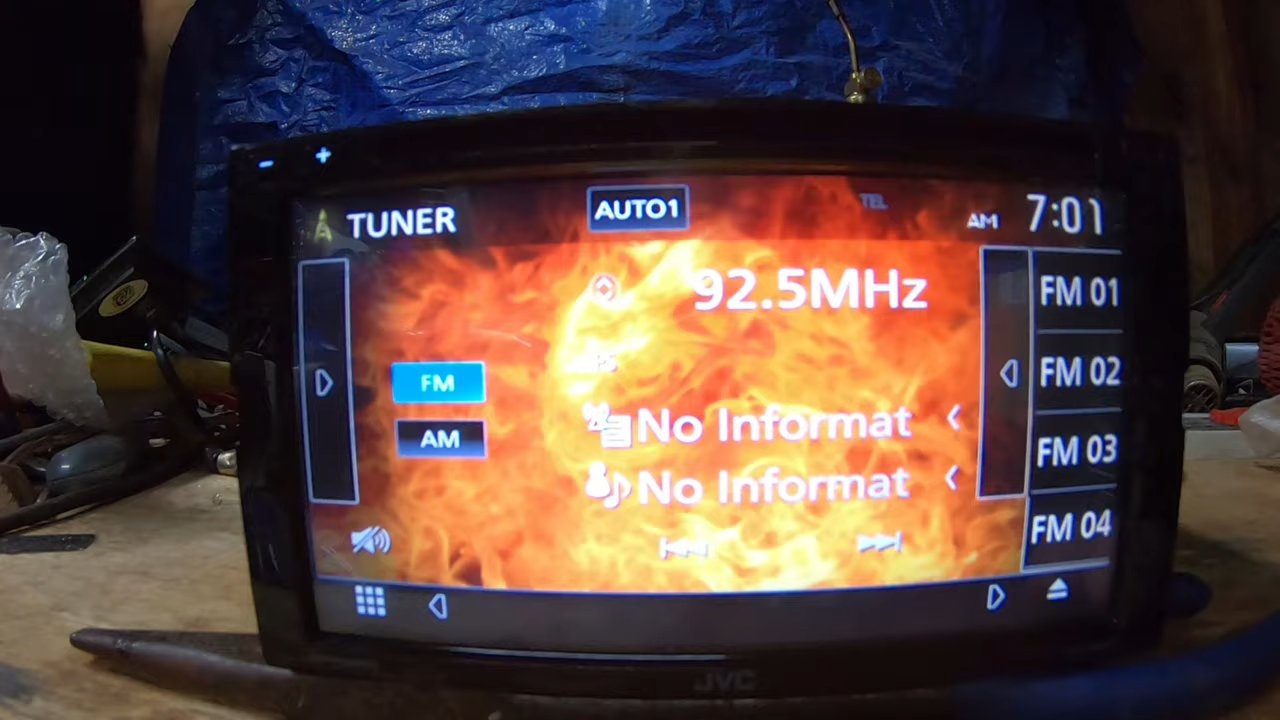 - +
A TUNER
AUTO1
TEL
AM 7:01
92.5MHz
FM 01
FM
FM 02
AM
No Informat
FM 03
No Informat
FM 04
JVC